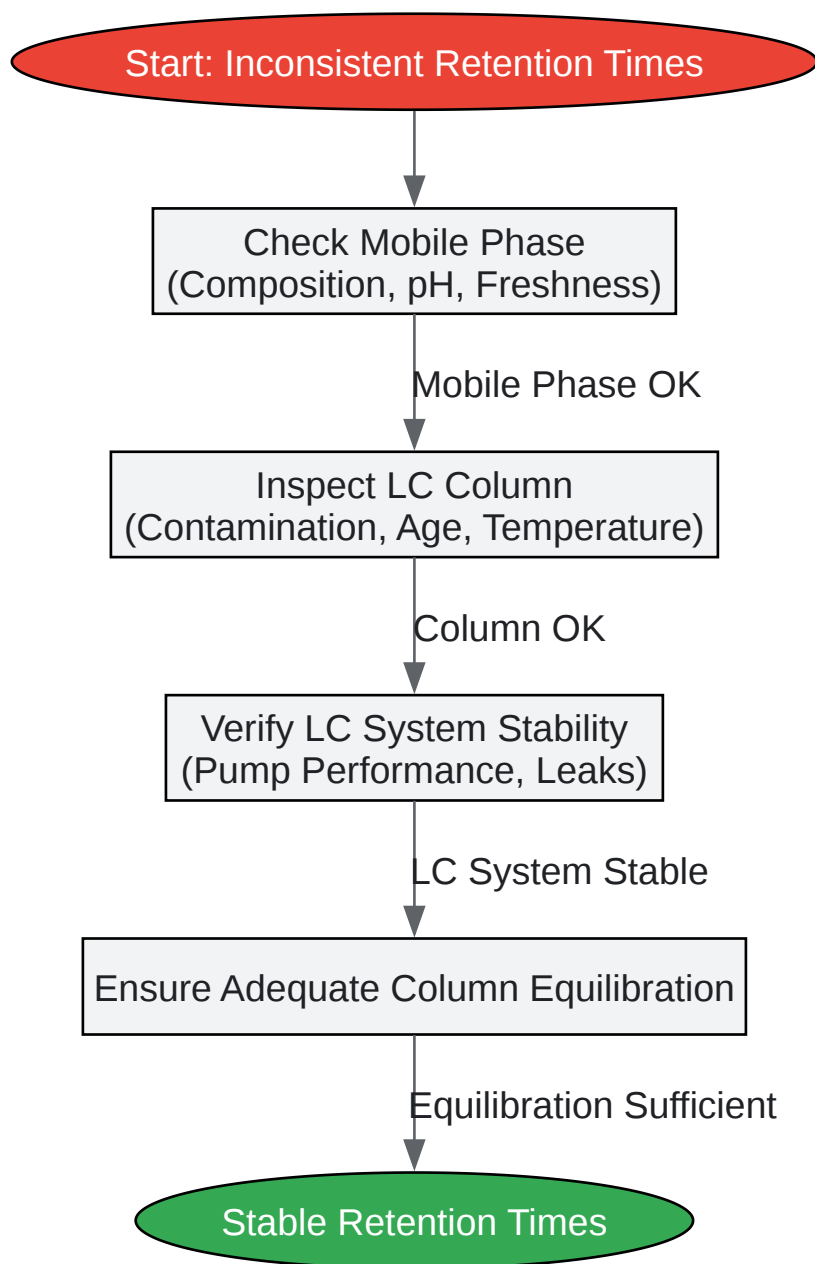 Start: Inconsistent Retention Times
Check Mobile Phase
(Composition, pH, Freshness)
Mobile Phase OK
Inspect LC Column
(Contamination, Age, Temperature)
Column OK
Verify LC System Stability
(Pump Performance, Leaks)
LC System Stable
Ensure Adequate Column Equilibration
Equilibration Sufficient
Stable Retention Times